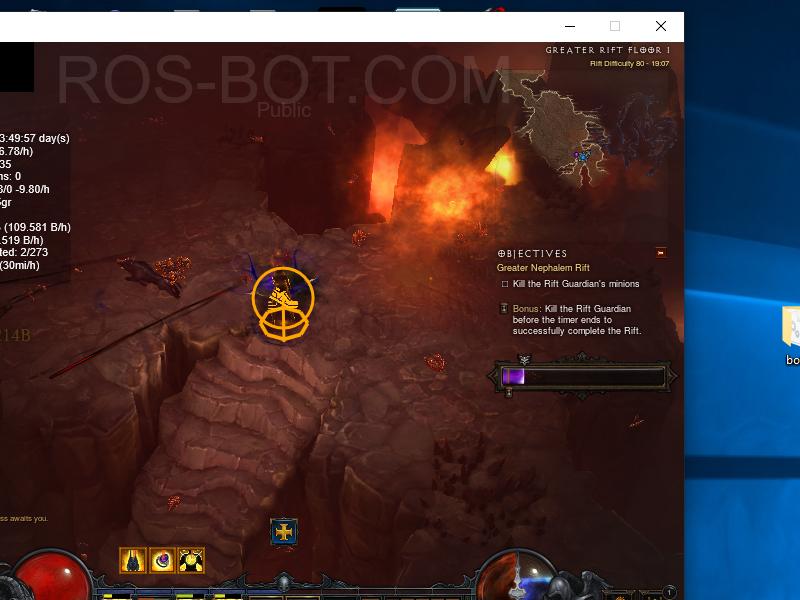 GREATER RIFT FLOOR 1
Rift Difficulty 80 - 19:07
ROS-BOT.COM
Public
3:49:57 day(s)
6.78/h)
35
ns: 0
3/0 -9.80/h
gr
(109.581 B/h)
.519 B/h)
ted: 2/273
(30mi/h)
OBJECTIVES
Greater Nephalem Rift
Kill the Rift Guardian's minions
Bonus: Kill the Rift Guardian
before the timer ends to
successfully complete the Rift.
214B
bo
ss awaits you.
1